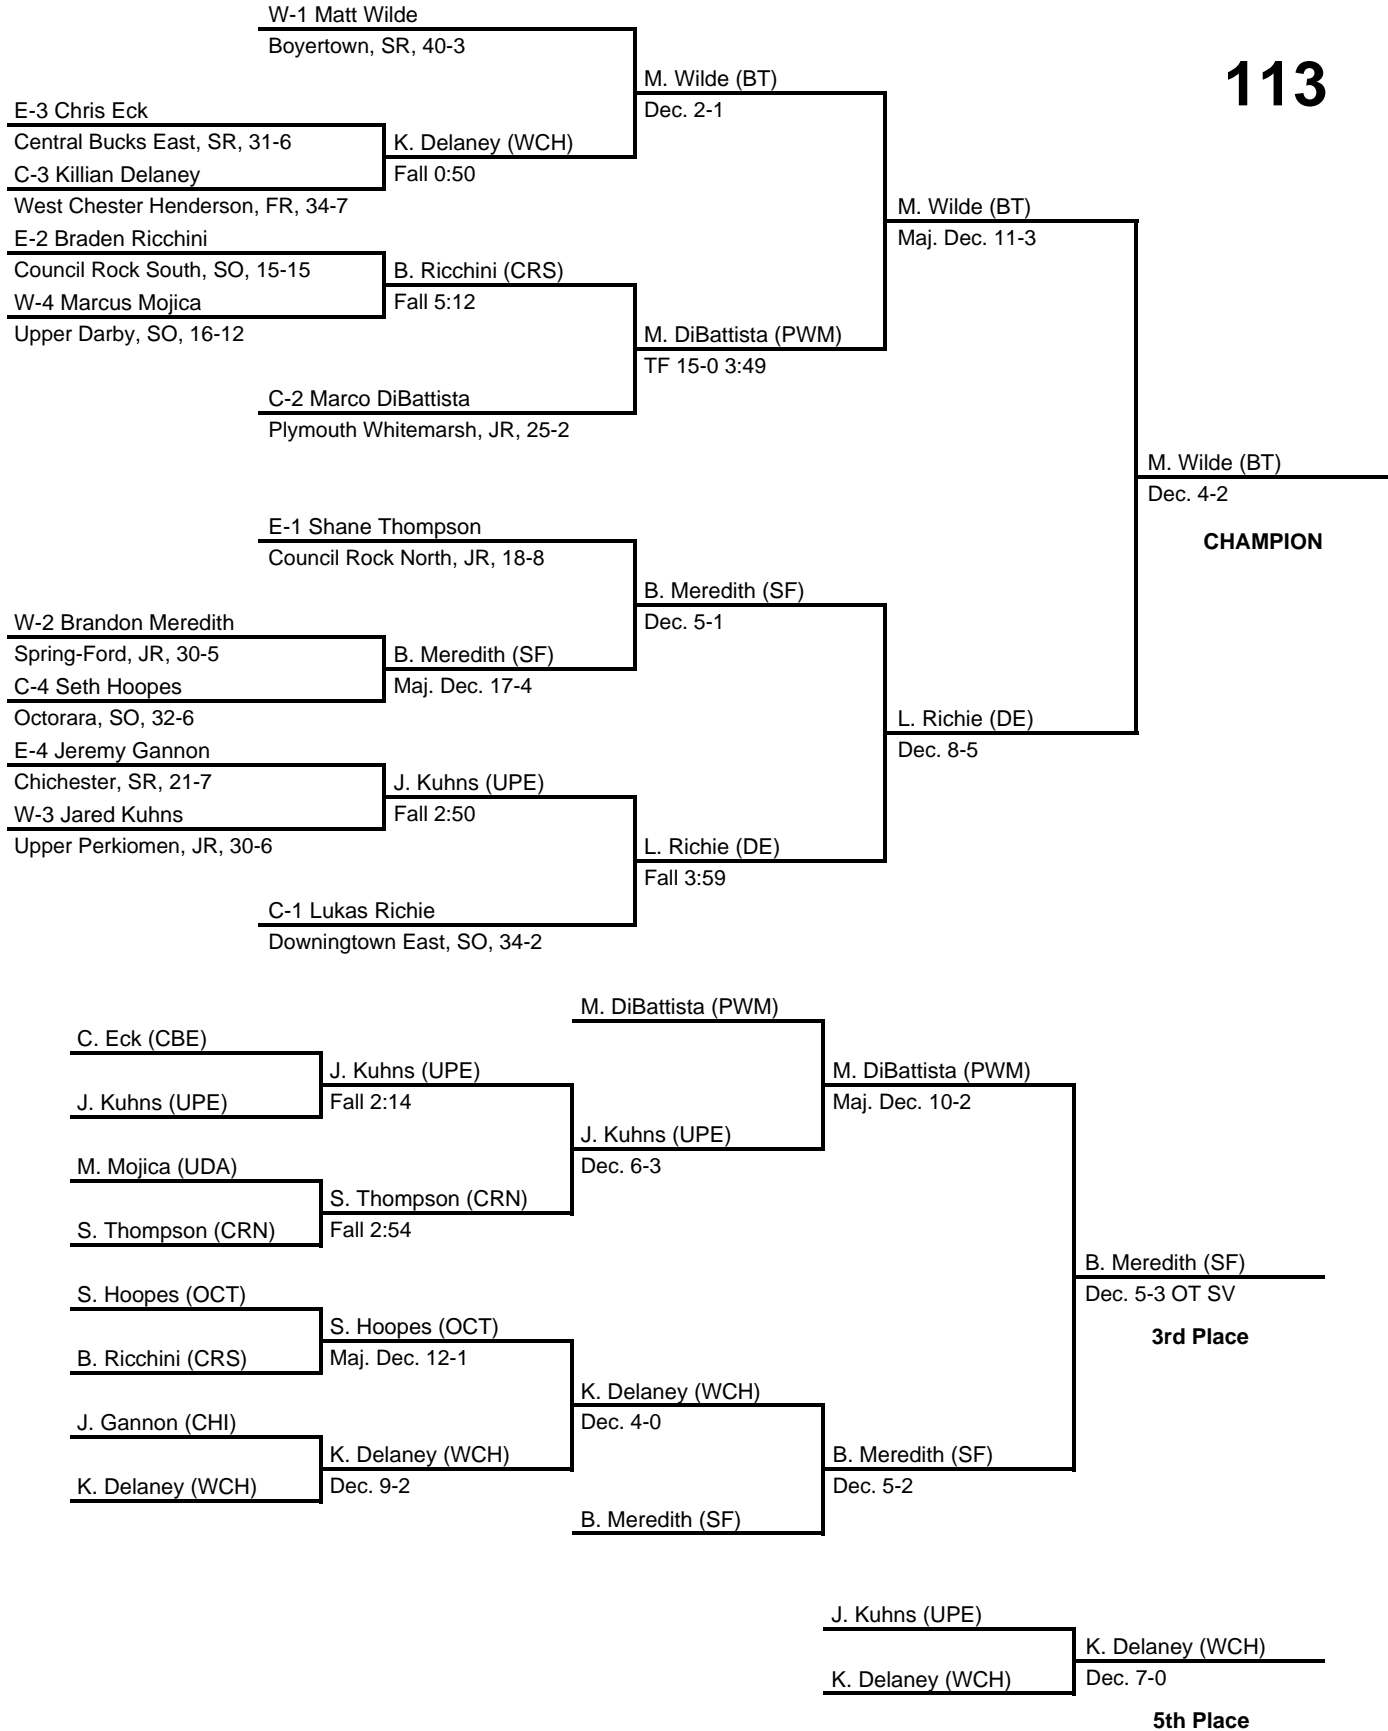 W-1 Matt Wilde
Boyertown, SR, 40-3
M. Wilde (BT)
113
Dec. 2-1
E-3 Chris Eck
Central Bucks East, SR, 31-6
K. Delaney (WCH)
C-3 Killian Delaney
Fall 0:50
West Chester Henderson, FR, 34-7
M. Wilde (BT)
E-2 Braden Ricchini
Maj. Dec. 11-3
Council Rock South, SO, 15-15
B. Ricchini (CRS)
W-4 Marcus Mojica
Fall 5:12
Upper Darby, SO, 16-12
M. DiBattista (PWM)
TF 15-0 3:49
C-2 Marco DiBattista
Plymouth Whitemarsh, JR, 25-2
M. Wilde (BT)
Dec. 4-2
CHAMPION
E-1 Shane Thompson
Council Rock North, JR, 18-8
B. Meredith (SF)
Dec. 5-1
W-2 Brandon Meredith
Spring-Ford, JR, 30-5
B. Meredith (SF)
C-4 Seth Hoopes
Maj. Dec. 17-4
Octorara, SO, 32-6
L. Richie (DE)
E-4 Jeremy Gannon
Dec. 8-5
Chichester, SR, 21-7
J. Kuhns (UPE)
W-3 Jared Kuhns
Fall 2:50
Upper Perkiomen, JR, 30-6
L. Richie (DE)
Fall 3:59
C-1 Lukas Richie
Downingtown East, SO, 34-2
M. DiBattista (PWM)
C. Eck (CBE)
J. Kuhns (UPE)
M. DiBattista (PWM)
J. Kuhns (UPE)
Fall 2:14
Maj. Dec. 10-2
J. Kuhns (UPE)
M. Mojica (UDA)
Dec. 6-3
S. Thompson (CRN)
S. Thompson (CRN)
Fall 2:54
B. Meredith (SF)
S. Hoopes (OCT)
Dec. 5-3 OT SV
S. Hoopes (OCT)
3rd Place
B. Ricchini (CRS)
Maj. Dec. 12-1
K. Delaney (WCH)
J. Gannon (CHI)
Dec. 4-0
K. Delaney (WCH)
B. Meredith (SF)
K. Delaney (WCH)
Dec. 9-2
Dec. 5-2
B. Meredith (SF)
J. Kuhns (UPE)
K. Delaney (WCH)
K. Delaney (WCH)
Dec. 7-0
5th Place